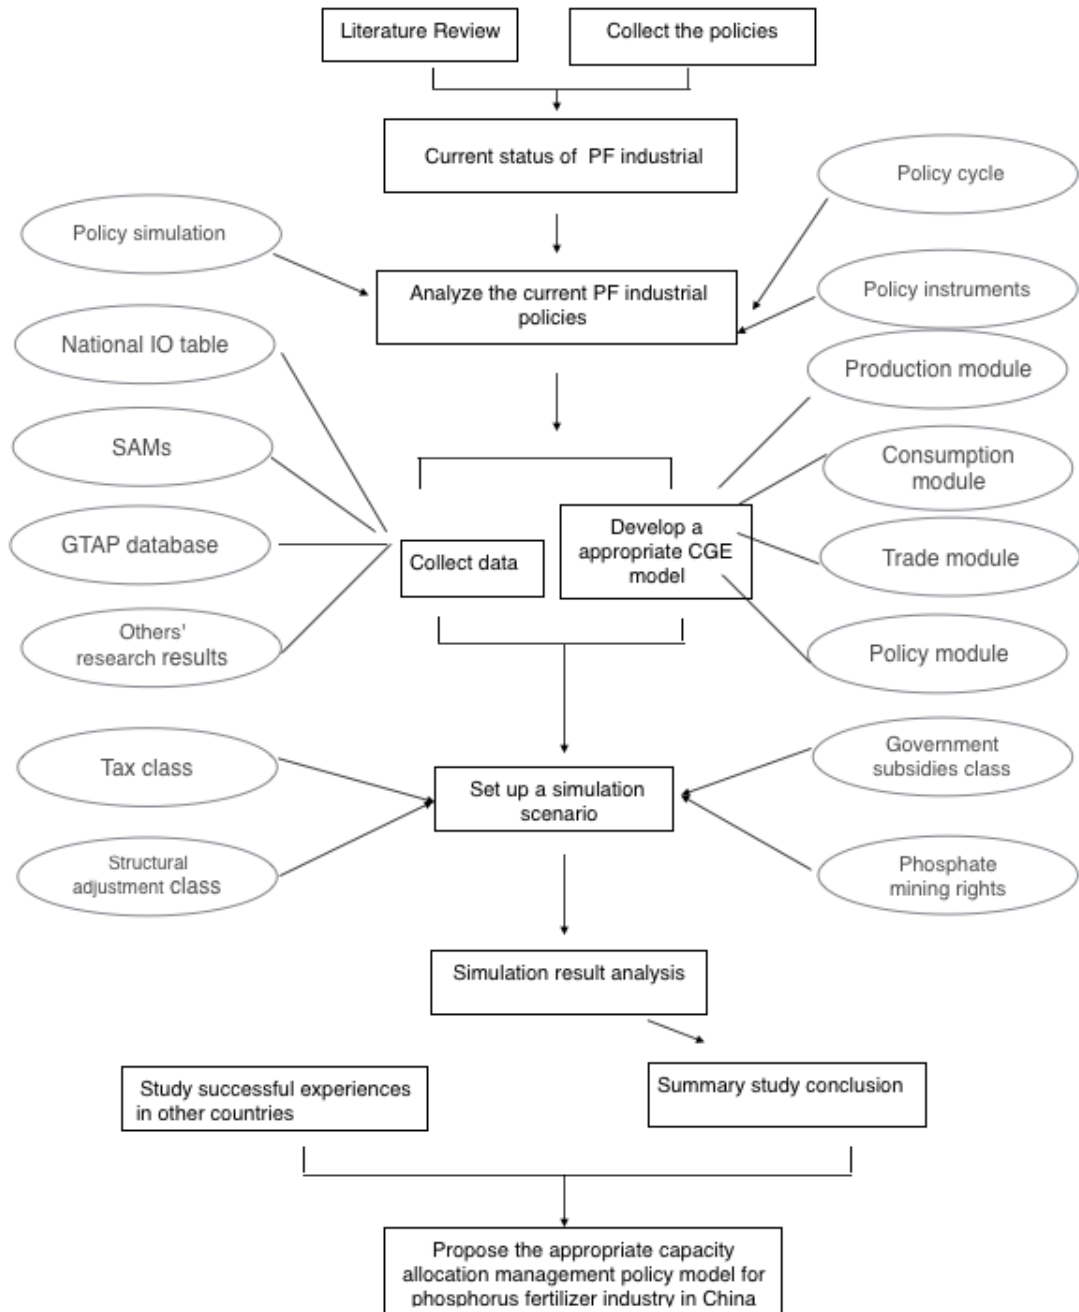 Literature Review
Collect the policies
Current status of PF industrial
Policy cycle
Policy simulation
Analyze the current PF industrial
policies
Policy instruments
National IO table
Production module
SAMs
Consumption
module
GTAP database
Collect data
Develop a
appropriate CGE
model
Trade module
Others'
research results
Policy module
Tax class
Set up a simulation
scenario
Government
subsidies class
Structural
adjustment class
Phosphate
mining rights
Simulation result analysis
Study successful experiences
in other countries
Summary study conclusion
Propose the appropriate capacity
allocation management policy model for
phosphorus fertilizer industry in China